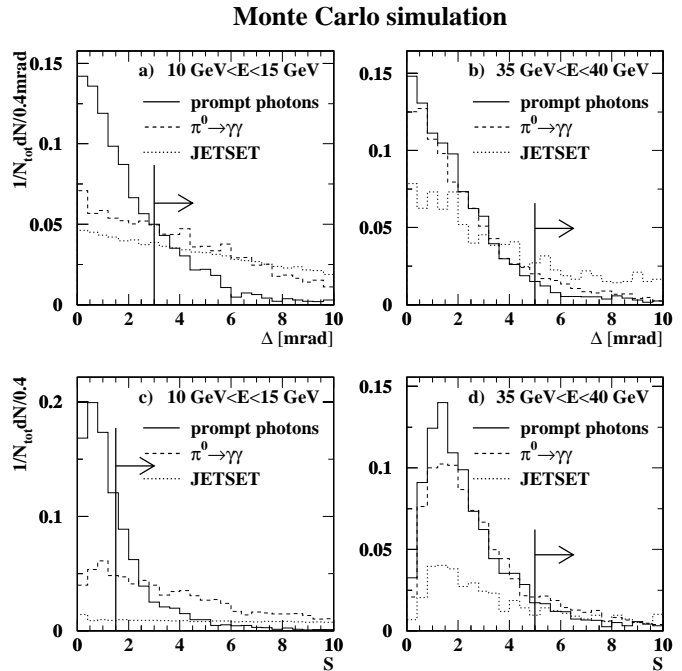 Monte Carlo simulation
1/N_tot dN/0.4mrad
0.15
0.1
0.05
0
a) 10 GeV<E<15 GeV
prompt photons
π⁰→γγ
JETSET
0 2 4 6 8 10
Δ [mrad]
0.15
0.1
0.05
0
b) 35 GeV<E<40 GeV
prompt photons
π⁰→γγ
JETSET
0 2 4 6 8 10
Δ [mrad]
1/N_tot dN/0.4
0.2
0.1
0
c) 10 GeV<E<15 GeV
prompt photons
π⁰→γγ
JETSET
0 2 4 6 8 10
S
0.15
0.1
0.05
0
d) 35 GeV<E<40 GeV
prompt photons
π⁰→γγ
JETSET
0 2 4 6 8 10
S